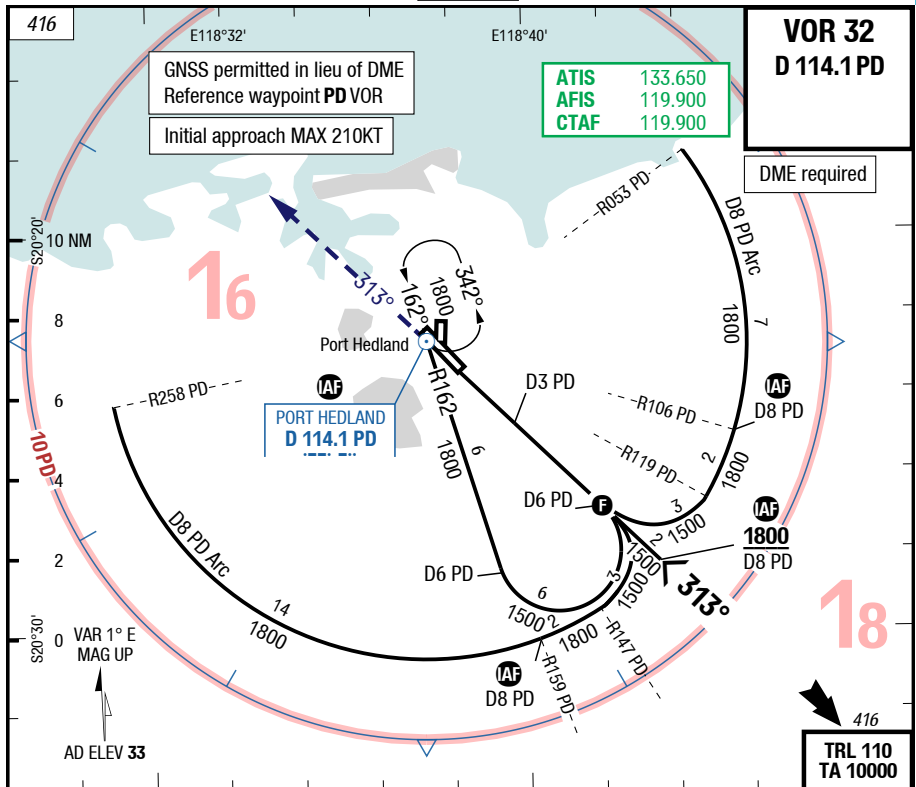 416
E118°32'
E118°40'
VOR 32
D 114.1 PD
GNSS permitted in lieu of DME
Reference waypoint PD VOR
Initial approach MAX 210KT
ATIS 133.650
AFIS 119.900
CTAF 119.900
DME required
R053 PD
D8 PD Arc
7
1800
S20°20'
10 NM
16
313°
162°
1800
342°
8
Port Hedland
D3 PD
IAF
D8 PD
R258 PD
6
IAF
PORT HEDLAND
D 114.1 PD
R162
6
1800
R106 PD
R119 PD
2
1800
10 PD
4
D6 PD
F
3
1500
IAF
1800
D8 PD
2
1500
D8 PD Arc
14
1800
2
D6 PD
6
1500
3
1500
2
1800
313°
18
S20°30'
0
VAR 1° E
MAG UP
IAF
D8 PD
R159 PD
R147 PD
AD ELEV 33
416
TRL 110
TA 10000